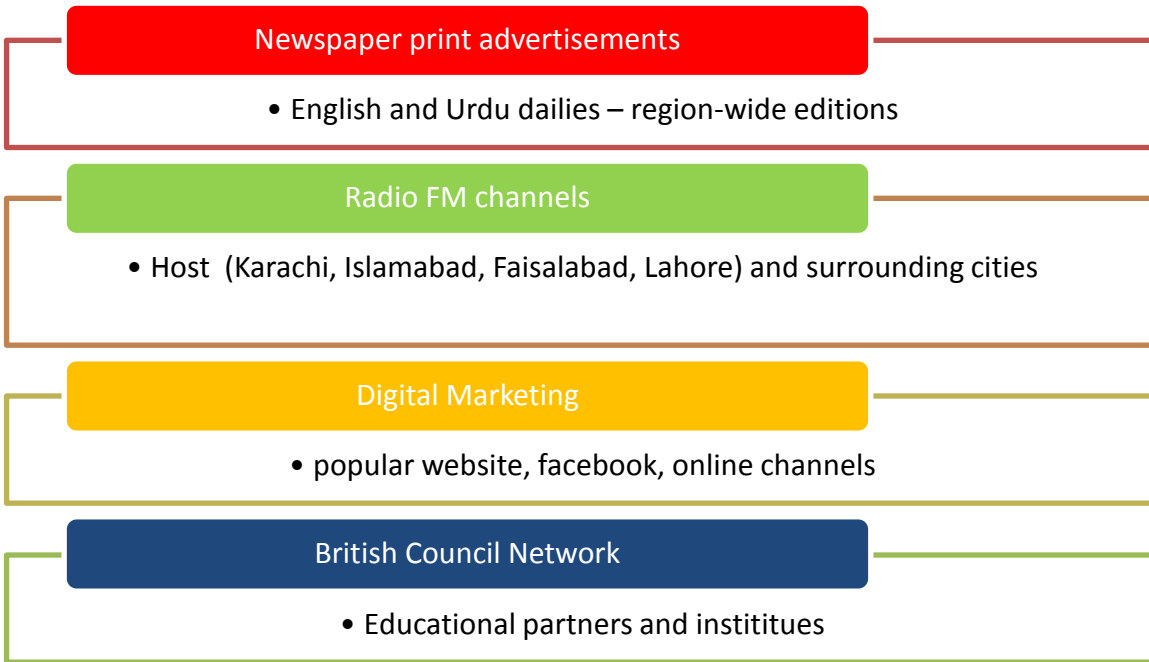 Newspaper print advertisements
• English and Urdu dailies – region-wide editions
Radio FM channels
• Host  (Karachi, Islamabad, Faisalabad, Lahore) and surrounding cities
Digital Marketing
• popular website, facebook, online channels
British Council Network
• Educational partners and instititues